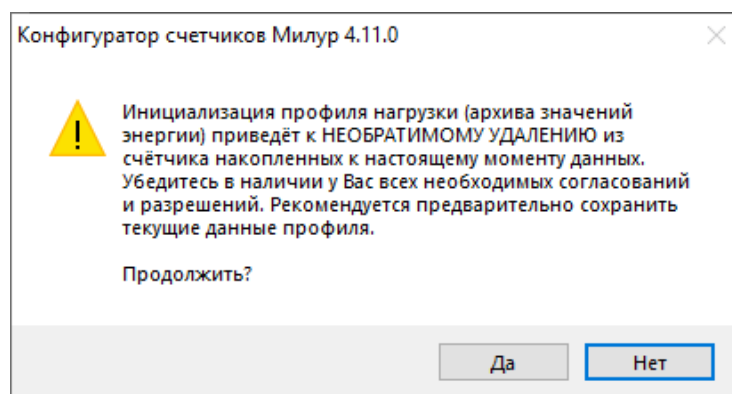 Конфигуратор счетчиков Милур 4.11.0
Инициализация профиля нагрузки (архива значений
энергии) приведёт к НЕОБРАТИМОМУ УДАЛЕНИЮ из
счётчика накопленных к настоящему моменту данных.
Убедитесь в наличии у Вас всех необходимых согласований
и разрешений. Рекомендуется предварительно сохранить
текущие данные профиля.
Продолжить?
Да
Нет